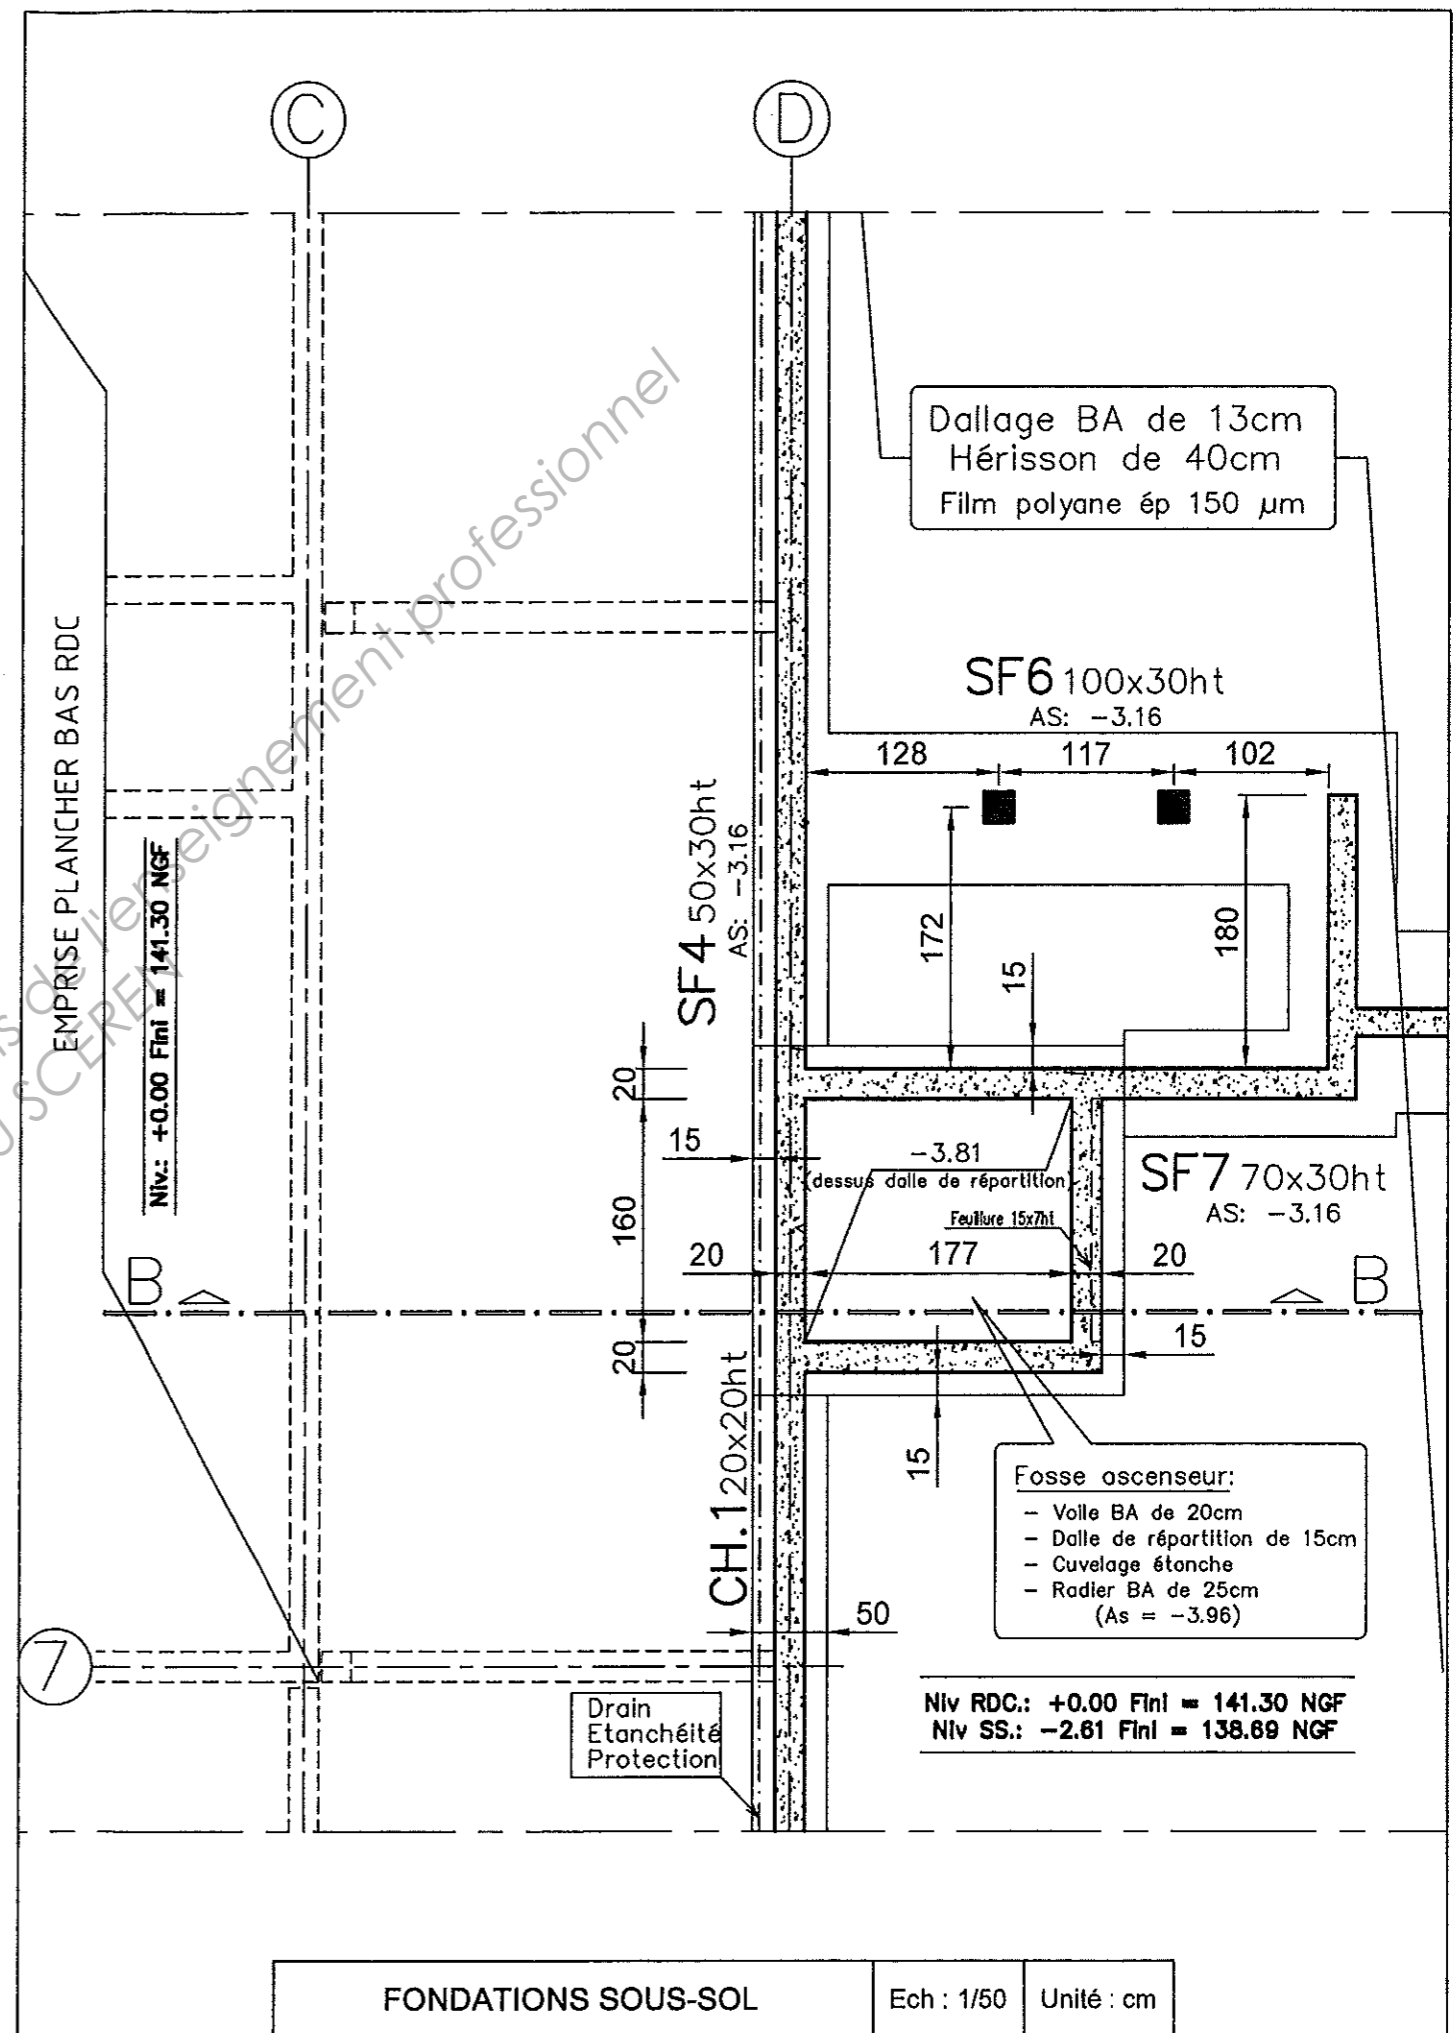 C
D
Dallage BA de 13cm
Hérisson de 40cm
Film polyane ép 150 µm
EMPRISE PLANCHER BAS RDC
Niv.: +0.00 Fini = 141.30 NGF
s de l'enseignement professionnel
U SCEREN
SF6 100x30ht
AS: -3.16
128
117
102
SF4 50x30ht
AS: -3.16
172
180
15
20
15
160
-3.81
(dessus dalle de répartition)
SF7 70x30ht
AS: -3.16
Feuillure 15x7ht
20
177
20
B
B
20
15
CH.1 20x20ht
15
Fosse ascenseur:
- Voile BA de 20cm
- Dalle de répartition de 15cm
- Cuvelage étanche
- Radier BA de 25cm
(As = -3.96)
50
7
Drain
Etanchéité
Protection
Niv RDC.: +0.00 Fini = 141.30 NGF
Niv SS.: -2.61 Fini = 138.69 NGF
FONDATIONS SOUS-SOL
Ech : 1/50
Unité : cm